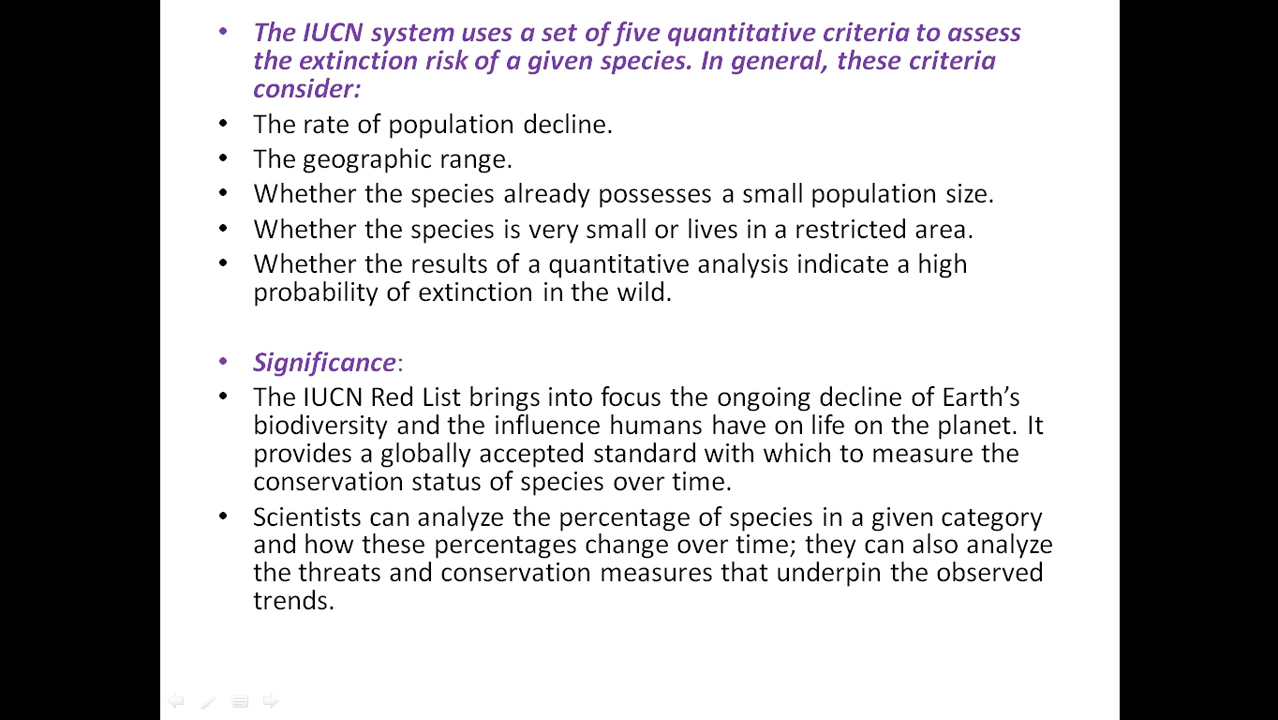 • The IUCN system uses a set of five quantitative criteria to assess
the extinction risk of a given species. In general, these criteria
consider:
• The rate of population decline.
• The geographic range.
• Whether the species already possesses a small population size.
• Whether the species is very small or lives in a restricted area.
• Whether the results of a quantitative analysis indicate a high
probability of extinction in the wild.
• Significance:
• The IUCN Red List brings into focus the ongoing decline of Earth’s
biodiversity and the influence humans have on life on the planet. It
provides a globally accepted standard with which to measure the
conservation status of species over time.
• Scientists can analyze the percentage of species in a given category
and how these percentages change over time; they can also analyze
the threats and conservation measures that underpin the observed
trends.